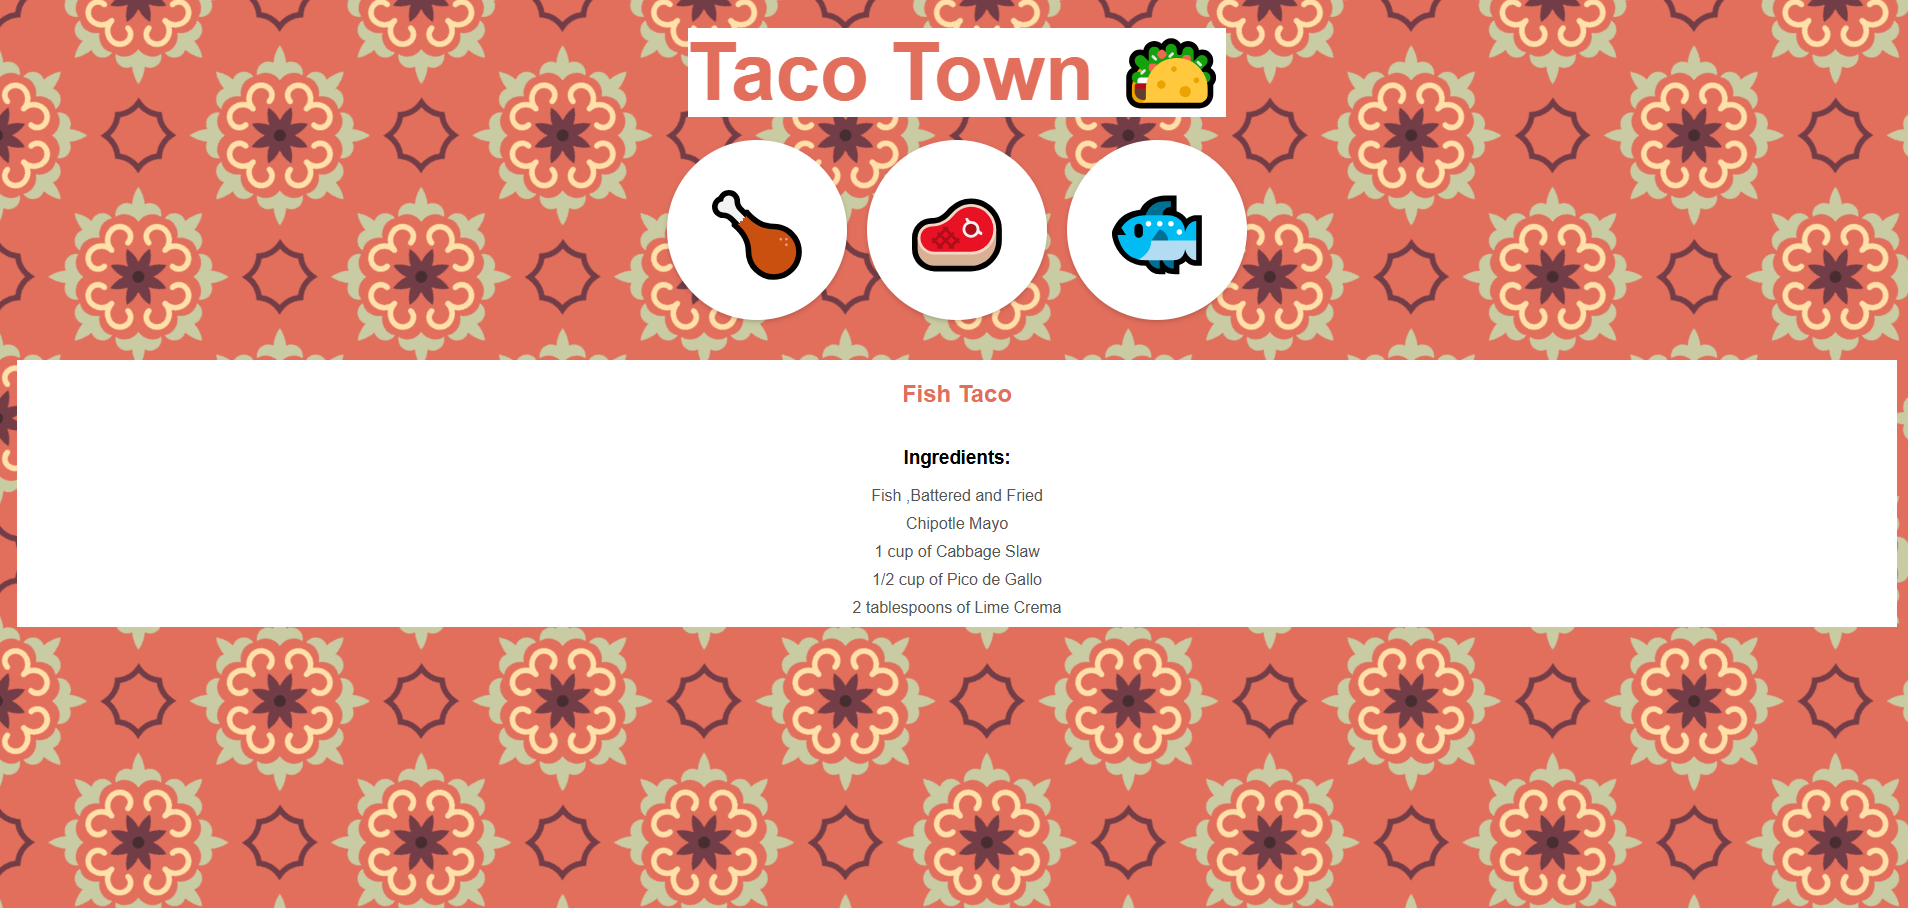 Taco Town
Fish Taco
Ingredients:
Fish ,Battered and Fried
Chipotle Mayo
1 cup of Cabbage Slaw
1/2 cup of Pico de Gallo
2 tablespoons of Lime Crema